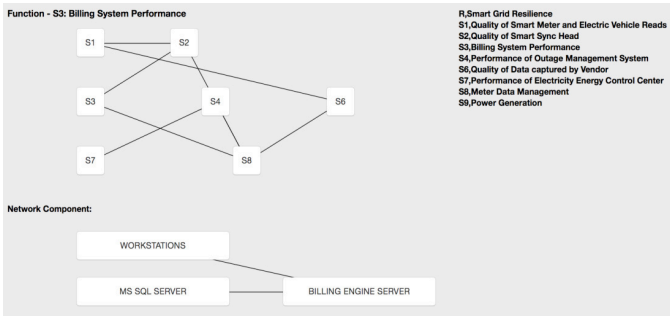 Function - S3: Billing System Performance
S1
S2
S3
S4
S6
S7
S8
R,Smart Grid Resilience
S1,Quality of Smart Meter and Electric Vehicle Reads
S2,Quality of Smart Sync Head
S3,Billing System Performance
S4,Performance of Outage Management System
S6,Quality of Data captured by Vendor
S7,Performance of Electricity Energy Control Center
S8,Meter Data Management
S9,Power Generation
Network Component:
WORKSTATIONS
MS SQL SERVER
BILLING ENGINE SERVER